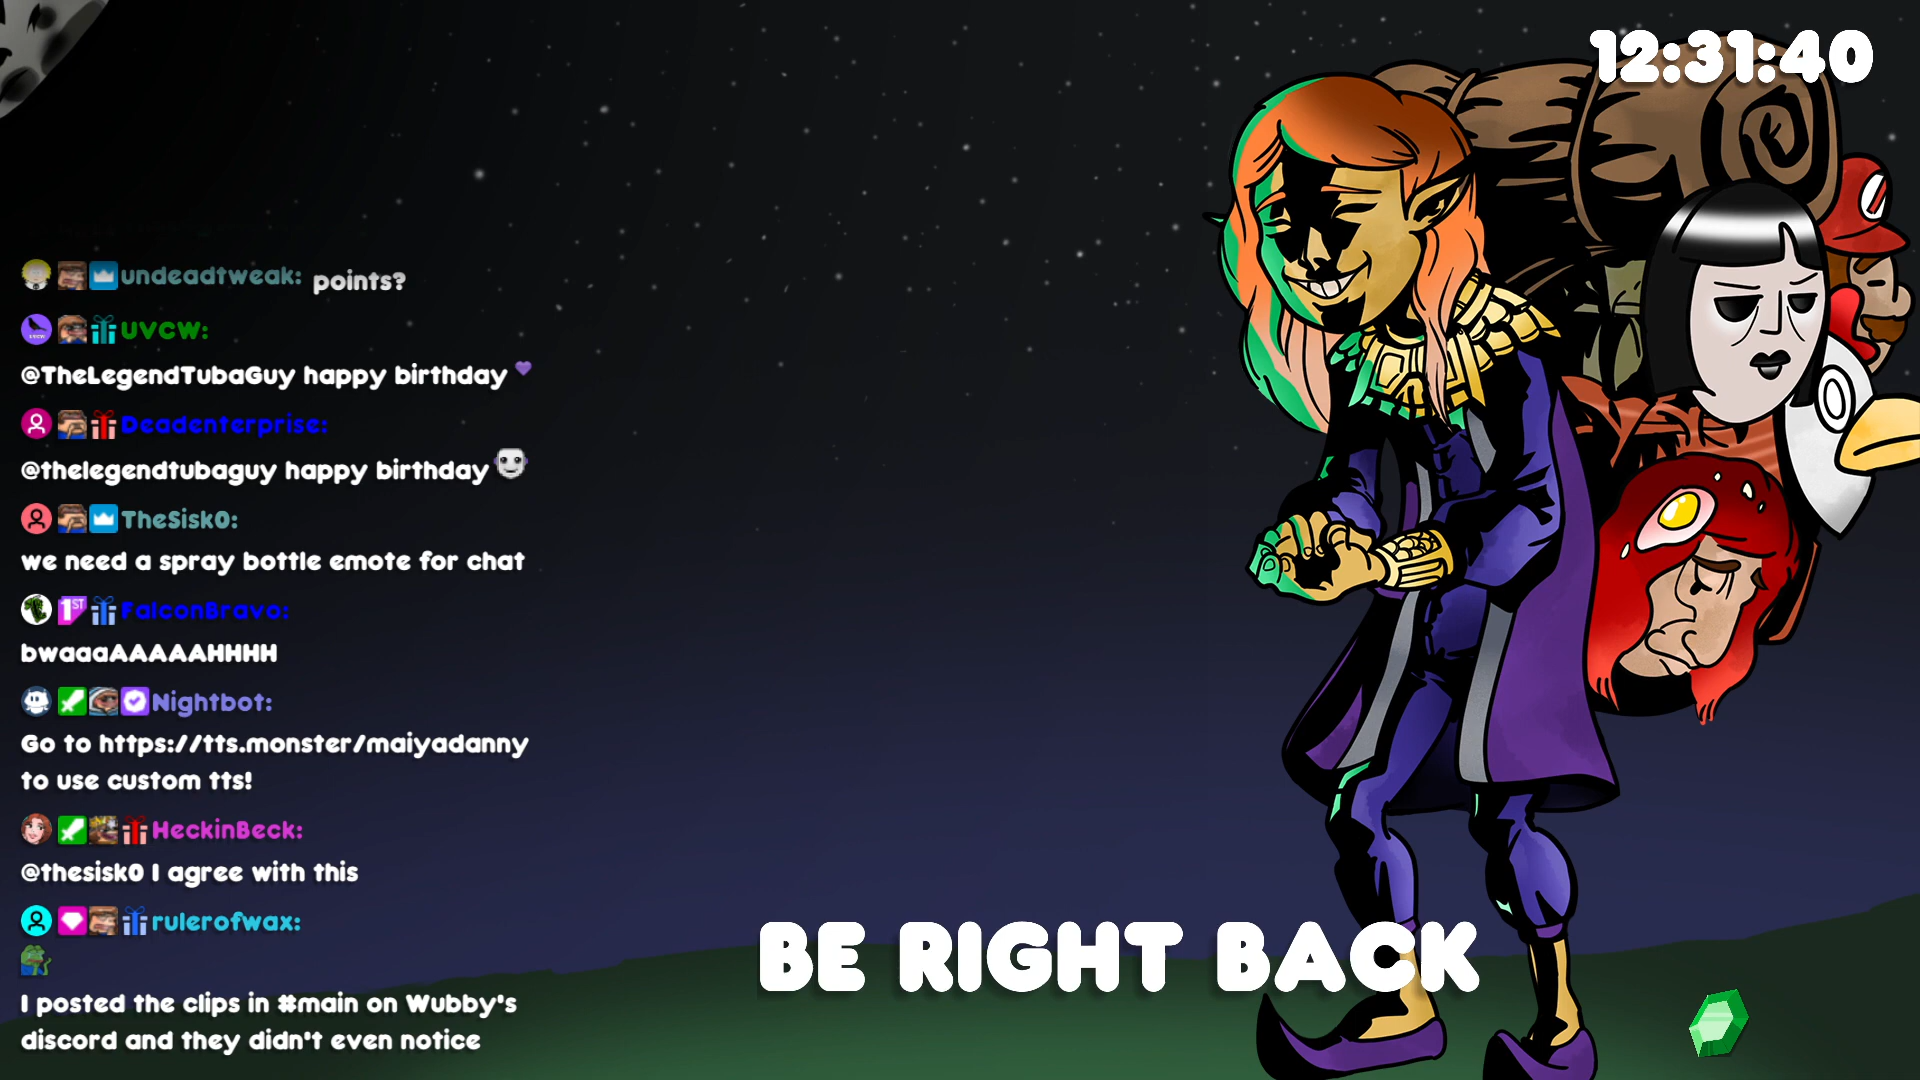 12:31:40
undeadtweak: points?
UVCW:
@TheLegendTubaGuy happy birthday
Deadenterprise:
@thelegendtubaguy happy birthday
TheSisk0:
we need a spray bottle emote for chat
1ST FalconBravo:
bwaaaAAAAAHHHH
Nightbot:
Go to https://tts.monster/maiyadanny
to use custom tts!
HeckinBeck:
@thesisk0 I agree with this
rulerofwax:
I posted the clips in #main on Wubby's
discord and they didn't even notice
BE RIGHT BACK